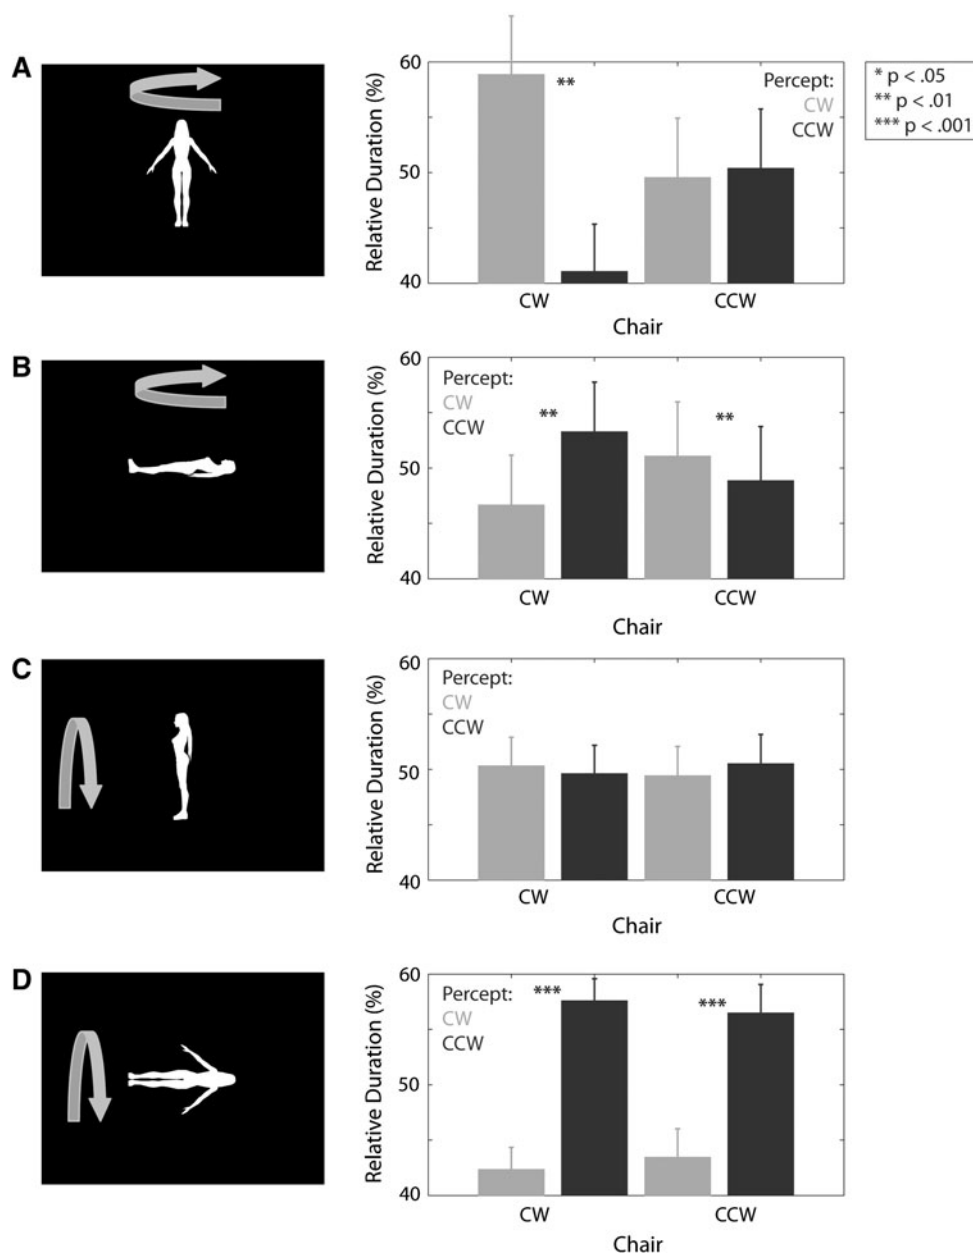 A
Relative Duration (%)
60
50
40
**
Percept:
CW
CCW
CW
CCW
Chair
* p < .05
** p < .01
*** p < .001
B
Relative Duration (%)
60
50
40
Percept:
CW
CCW
**
**
CW
CCW
Chair
C
Relative Duration (%)
60
50
40
Percept:
CW
CCW
CW
CCW
Chair
D
Relative Duration (%)
60
50
40
Percept:
CW
CCW
***
***
CW
CCW
Chair